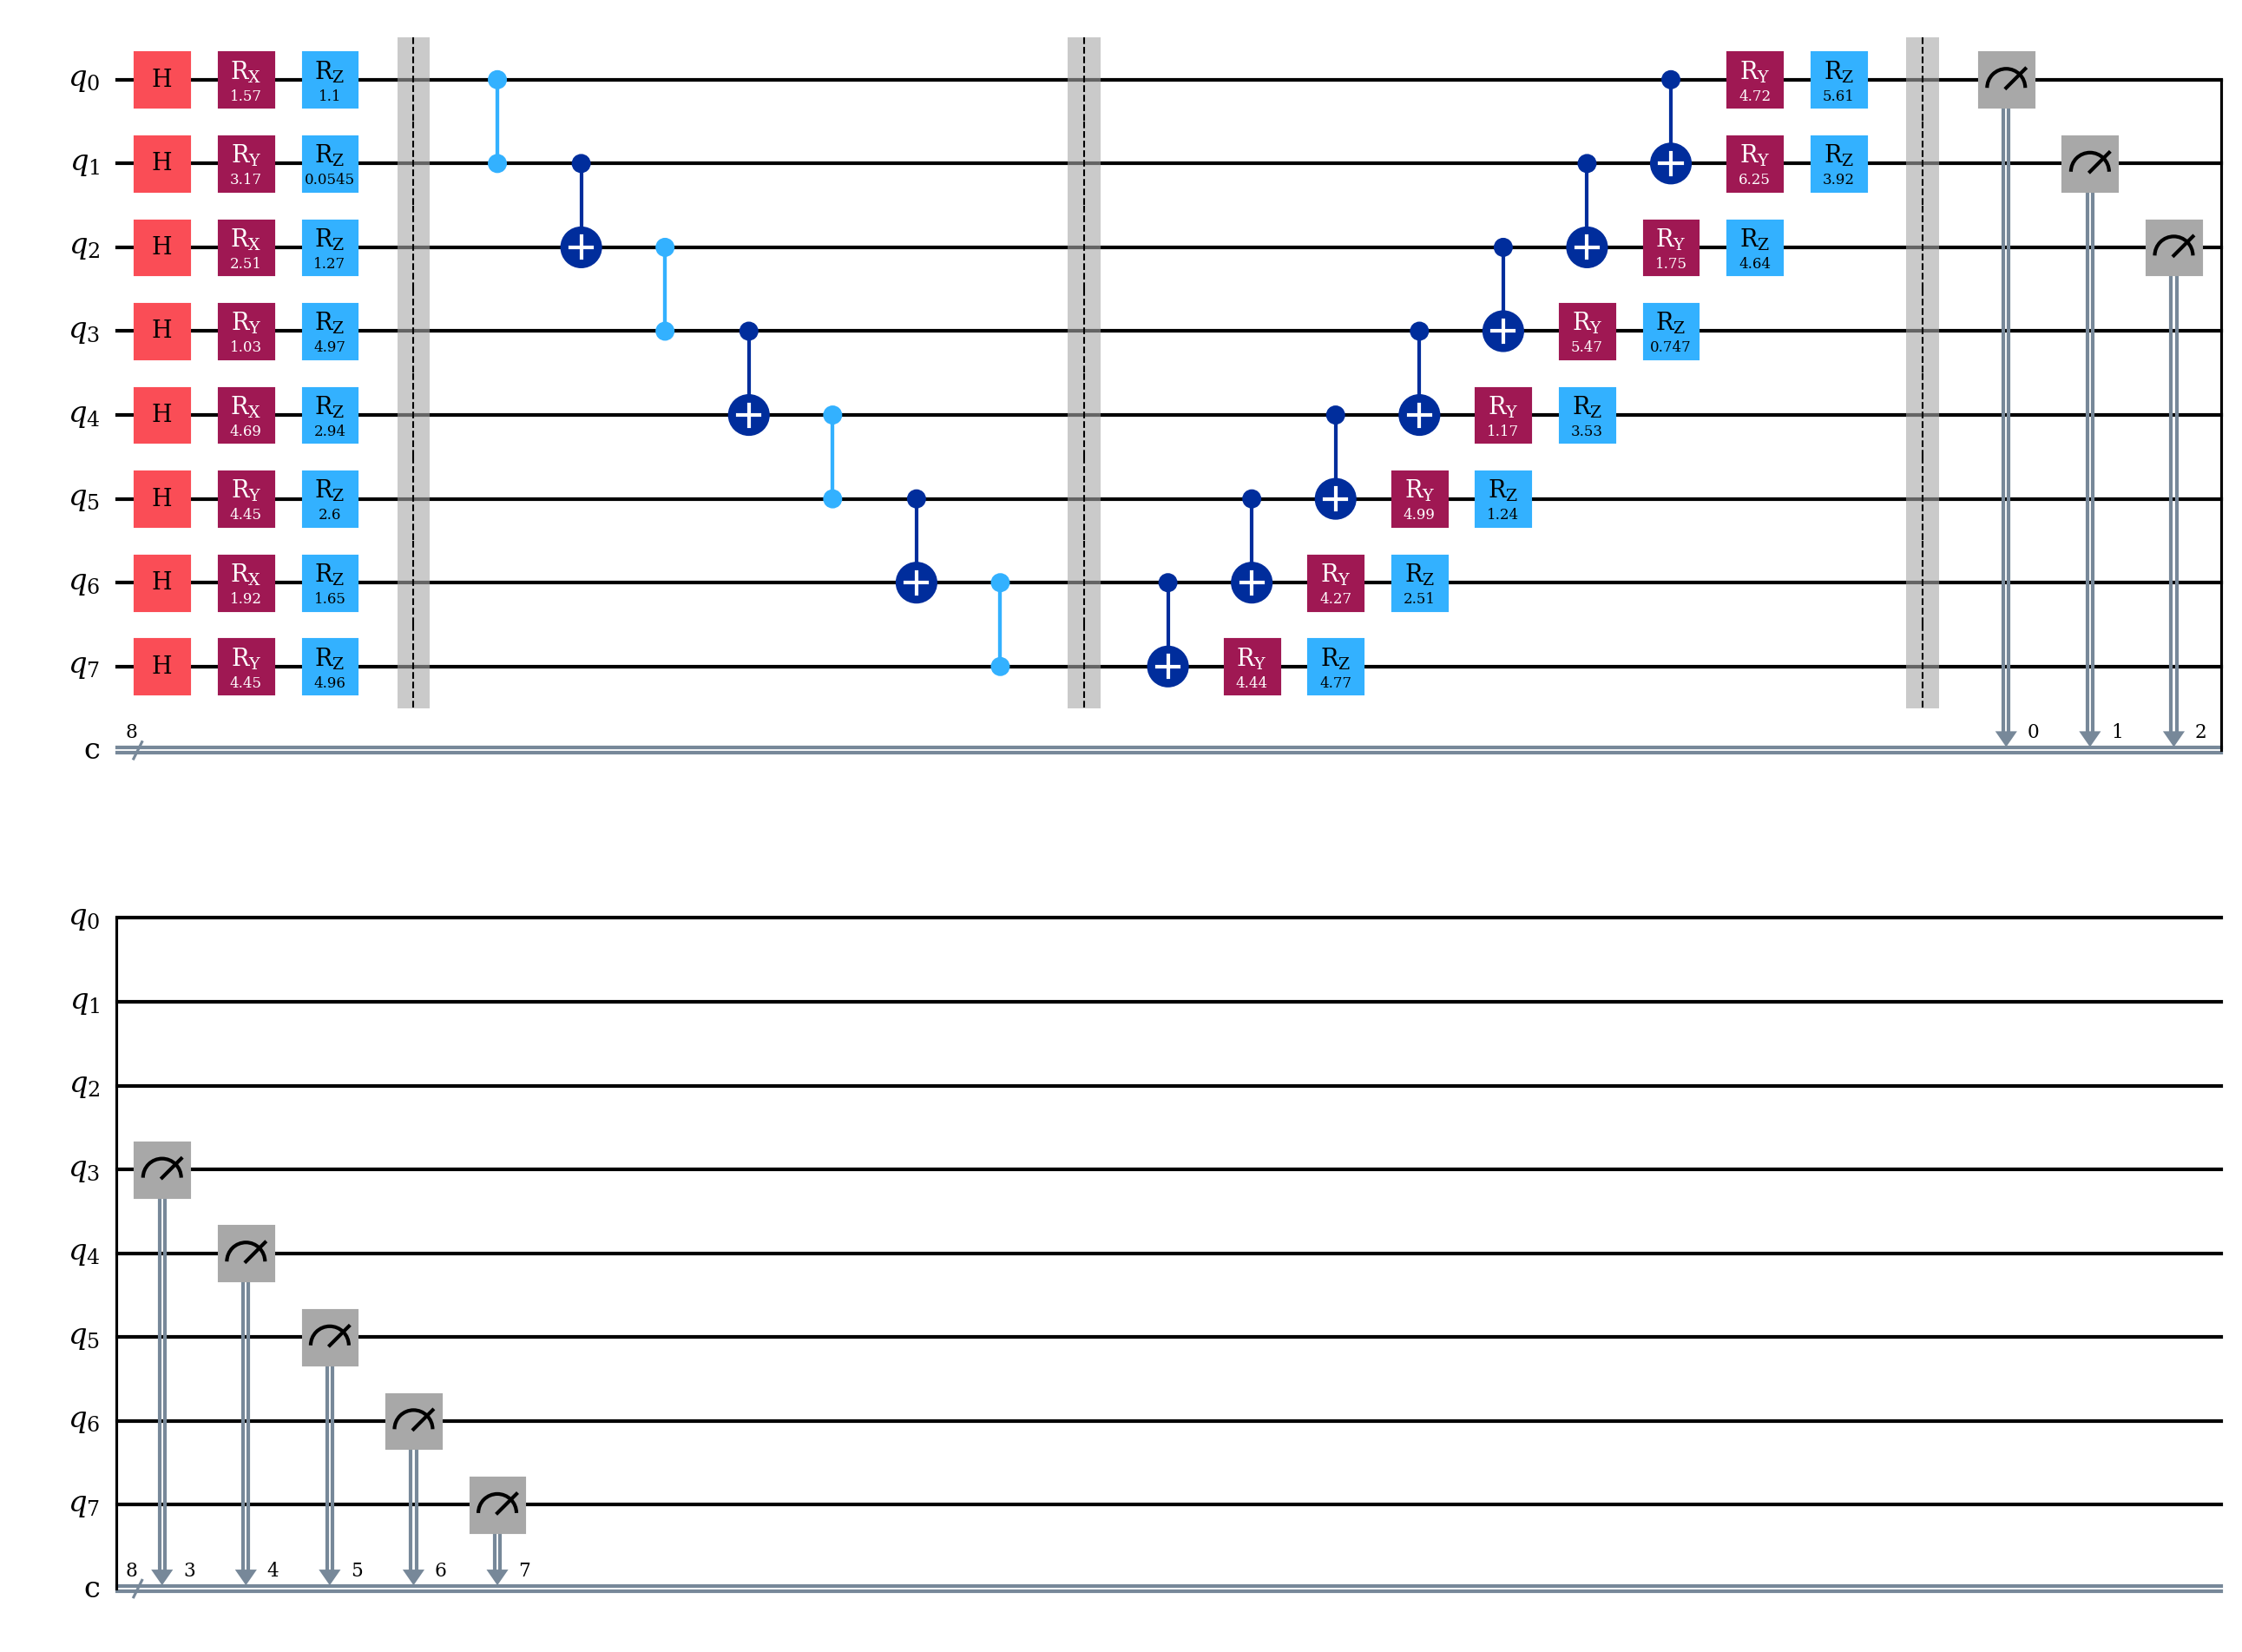 q0 H RX 1.57 RZ 1.1 RY 4.72 RZ 5.61
q1 H RY 3.17 RZ 0.0545 RY 6.25 RZ 3.92
q2 H RX 2.51 RZ 1.27 RY 1.75 RZ 4.64
q3 H RY 1.03 RZ 4.97 RY 5.47 RZ 0.747
q4 H RX 4.69 RZ 2.94 RY 1.17 RZ 3.53
q5 H RY 4.45 RZ 2.6 RY 4.99 RZ 1.24
q6 H RX 1.92 RZ 1.65 RY 4.27 RZ 2.51
q7 H RY 4.45 RZ 4.96 RY 4.44 RZ 4.77
c 8 0 1 2
q0
q1
q2
q3
q4
q5
q6
q7
c 8 3 4 5 6 7